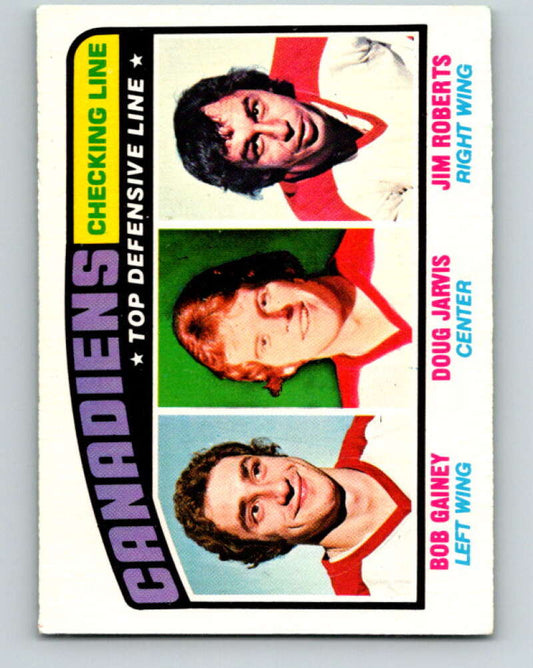 CANADIENS
CHECKING LINE
★ TOP DEFENSIVE LINE ★
BOB GAINEY
LEFT WING
DOUG JARVIS
CENTER
JIM ROBERTS
RIGHT WING